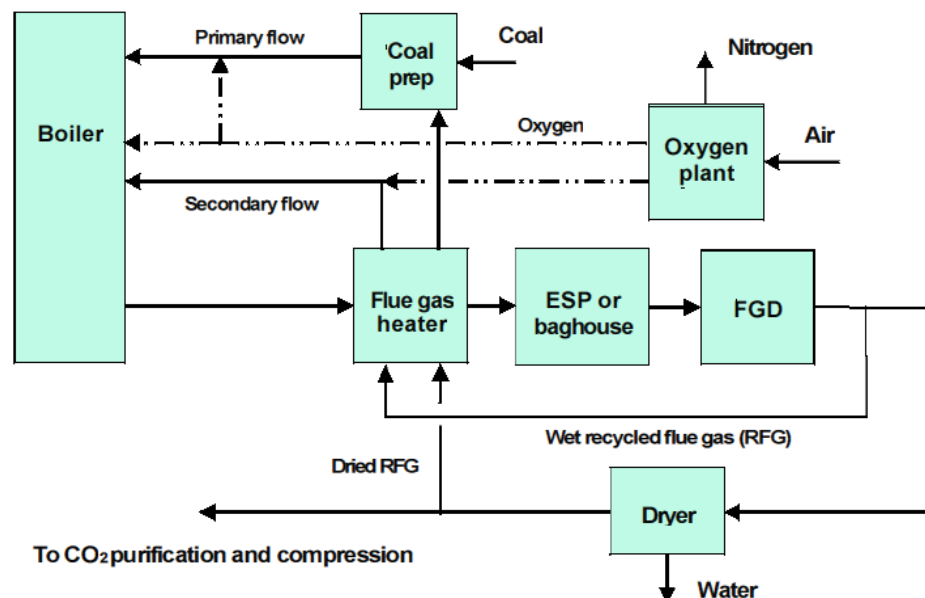 Primary flow
Coal
prep
Coal
Nitrogen
Boiler
Oxygen
Oxygen
plant
Air
Secondary flow
Flue gas
heater
ESP or
baghouse
FGD
Wet recycled flue gas (RFG)
Dried RFG
Dryer
To CO₂ purification and compression
Water